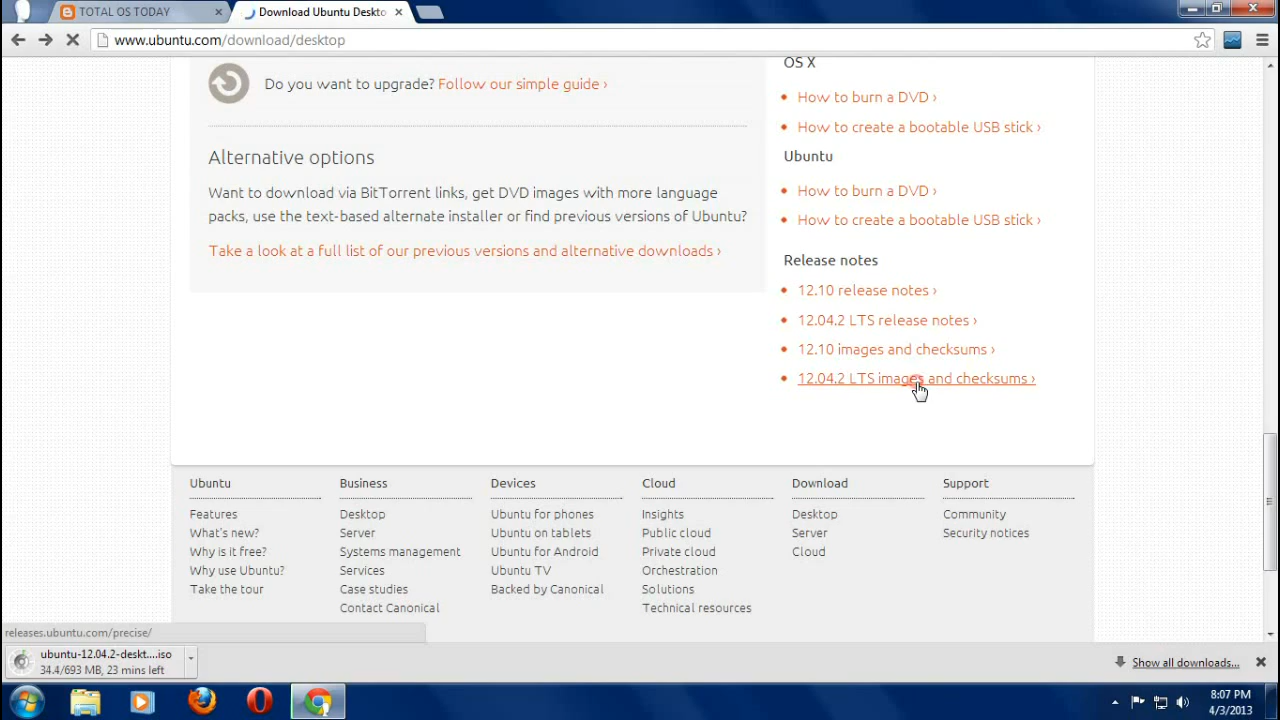 TOTAL OS TODAY
Download Ubuntu Deskto
www.ubuntu.com/download/desktop
Do you want to upgrade? Follow our simple guide ›
Alternative options
Want to download via BitTorrent links, get DVD images with more language
packs, use the text-based alternate installer or find previous versions of Ubuntu?
Take a look at a full list of our previous versions and alternative downloads ›
OS X
How to burn a DVD ›
How to create a bootable USB stick ›
Ubuntu
How to burn a DVD ›
How to create a bootable USB stick ›
Release notes
12.10 release notes ›
12.04.2 LTS release notes ›
12.10 images and checksums ›
12.04.2 LTS images and checksums ›
Ubuntu
Features
What's new?
Why is it free?
Why use Ubuntu?
Take the tour
Business
Desktop
Server
Systems management
Services
Case studies
Contact Canonical
Devices
Ubuntu for phones
Ubuntu on tablets
Ubuntu for Android
Ubuntu TV
Backed by Canonical
Cloud
Insights
Public cloud
Private cloud
Orchestration
Solutions
Technical resources
Download
Desktop
Server
Cloud
Support
Community
Security notices
releases.ubuntu.com/precise/
ubuntu-12.04.2-deskt....iso
34.4/693 MB, 23 mins left
Show all downloads...
8:07 PM
4/3/2013